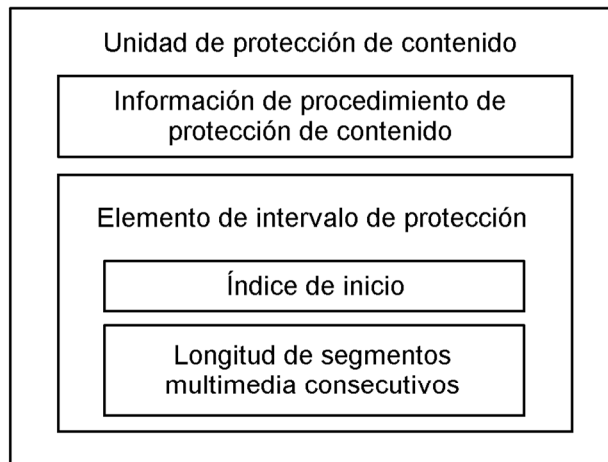 Unidad de protección de contenido
Información de procedimiento de
protección de contenido
Elemento de intervalo de protección
Índice de inicio
Longitud de segmentos
multimedia consecutivos